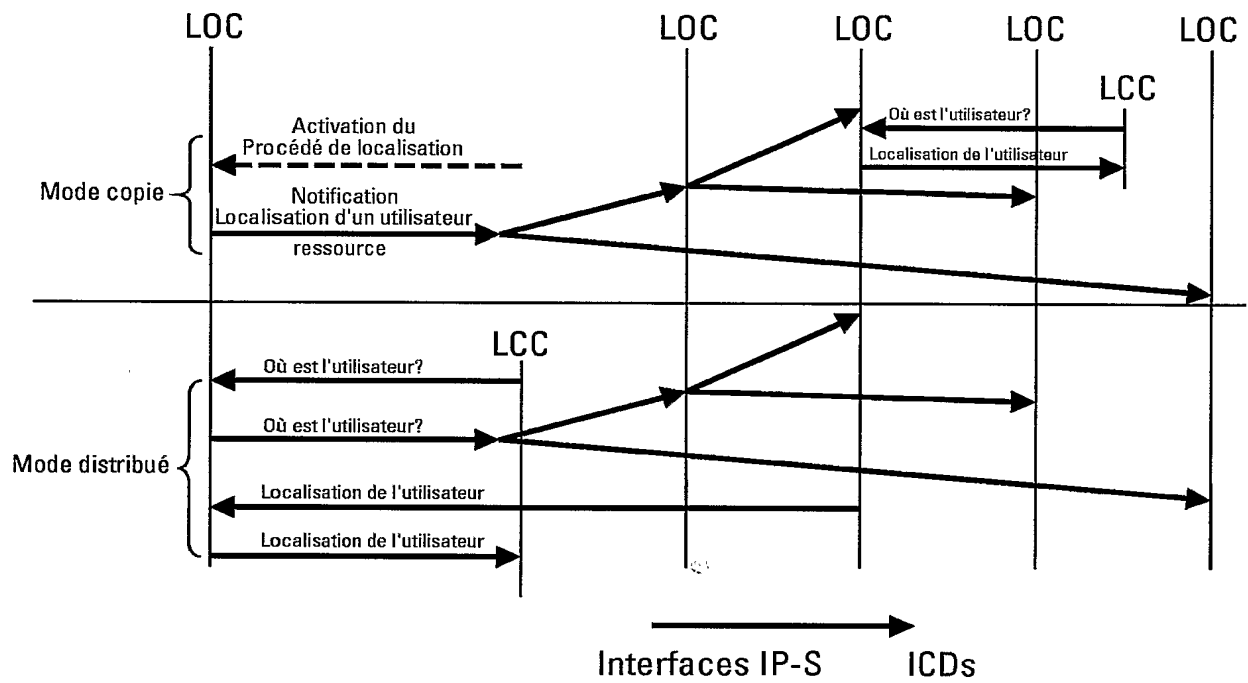 LOC
LOC
LOC
LOC
LOC
LCC
Où est l'utilisateur?
Activation du
Procédé de localisation
Localisation de l'utilisateur
Mode copie
Notification
Localisation d'un utilisateur
ressource
LCC
Où est l'utilisateur?
Où est l'utilisateur?
Mode distribué
Localisation de l'utilisateur
Localisation de l'utilisateur
Interfaces IP-S
ICDs